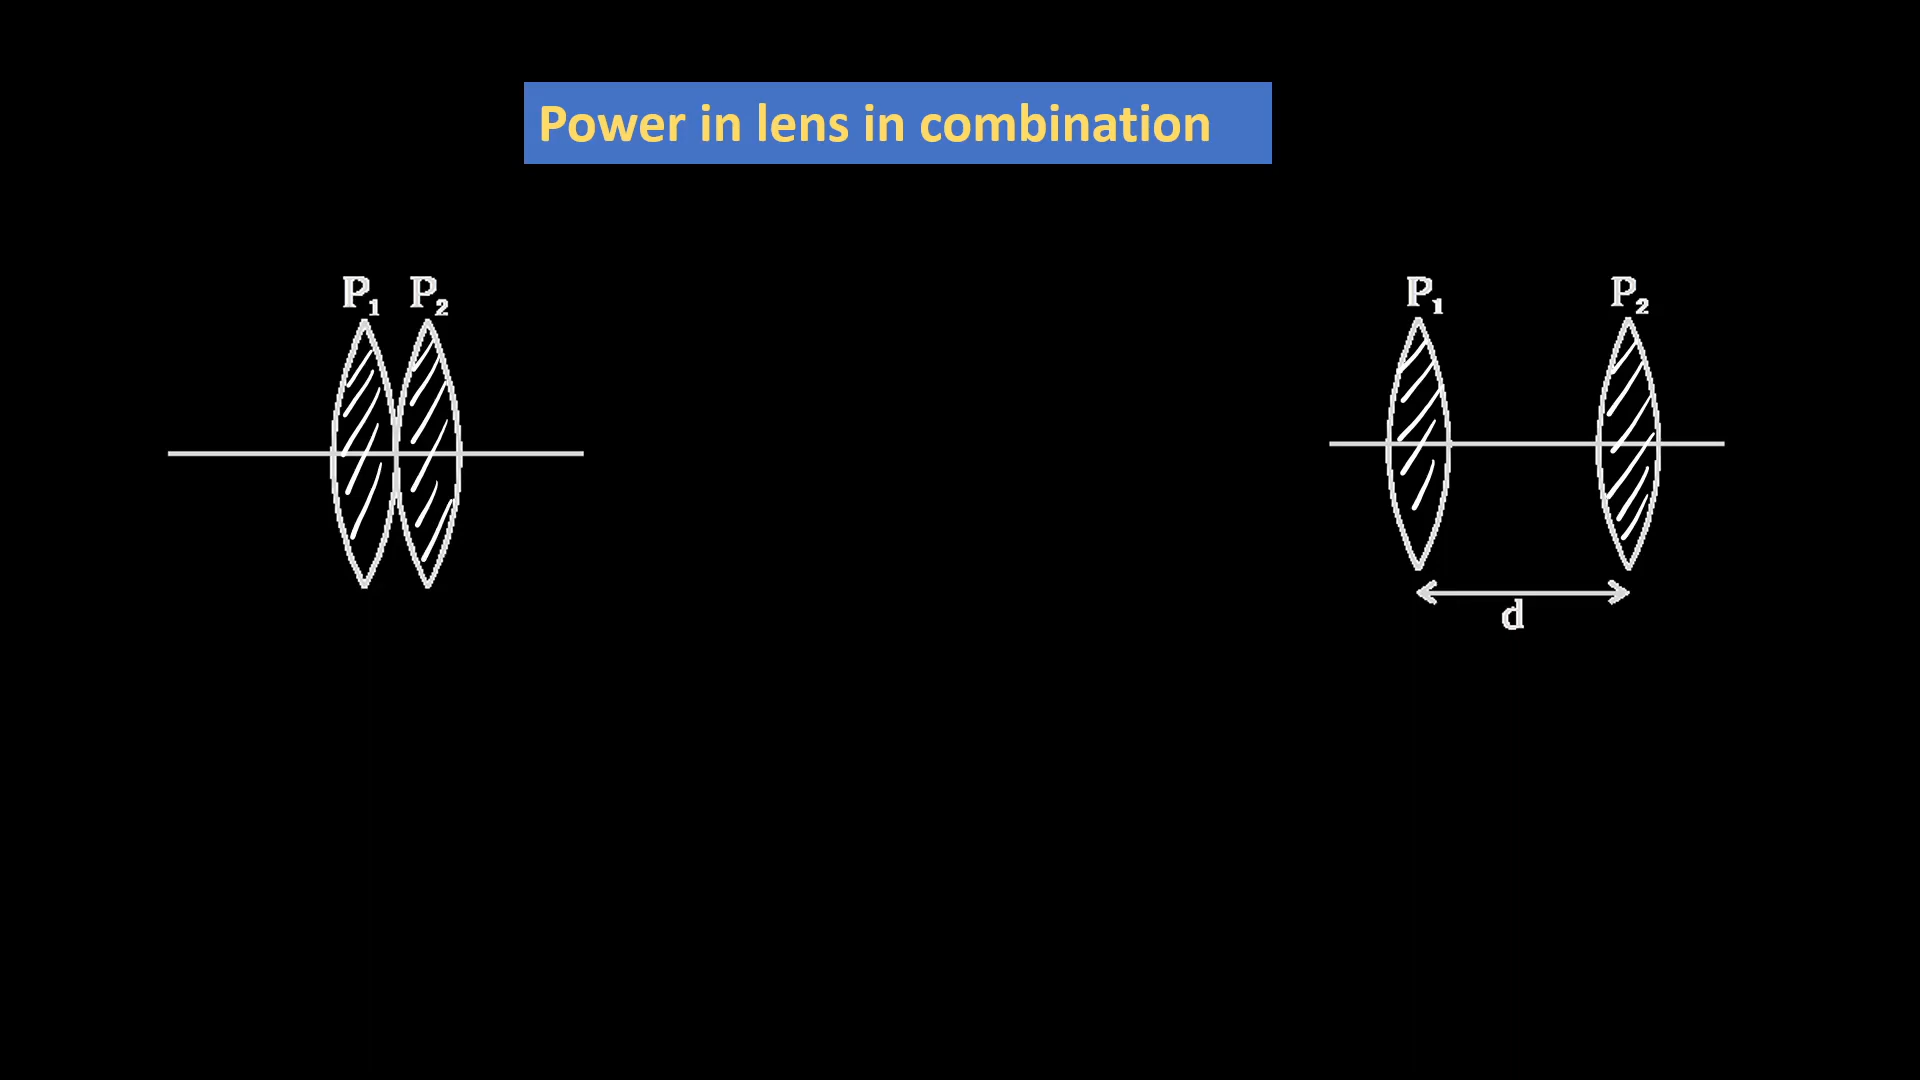 Power in lens in combination
P₁ P₂
P₁ P₂
d